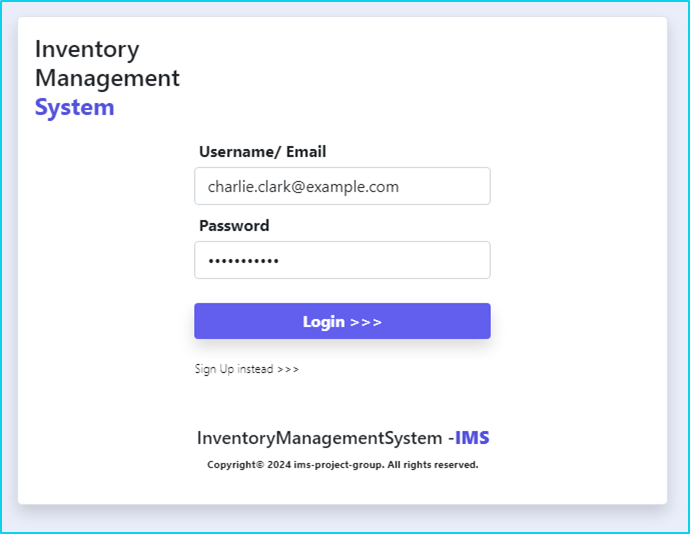 Inventory
Management
System
Username/ Email
charlie.clark@example.com
Password
•••••••••••
Login >>>
Sign Up instead >>>
InventoryManagementSystem -IMS
Copyright© 2024 ims-project-group. All rights reserved.